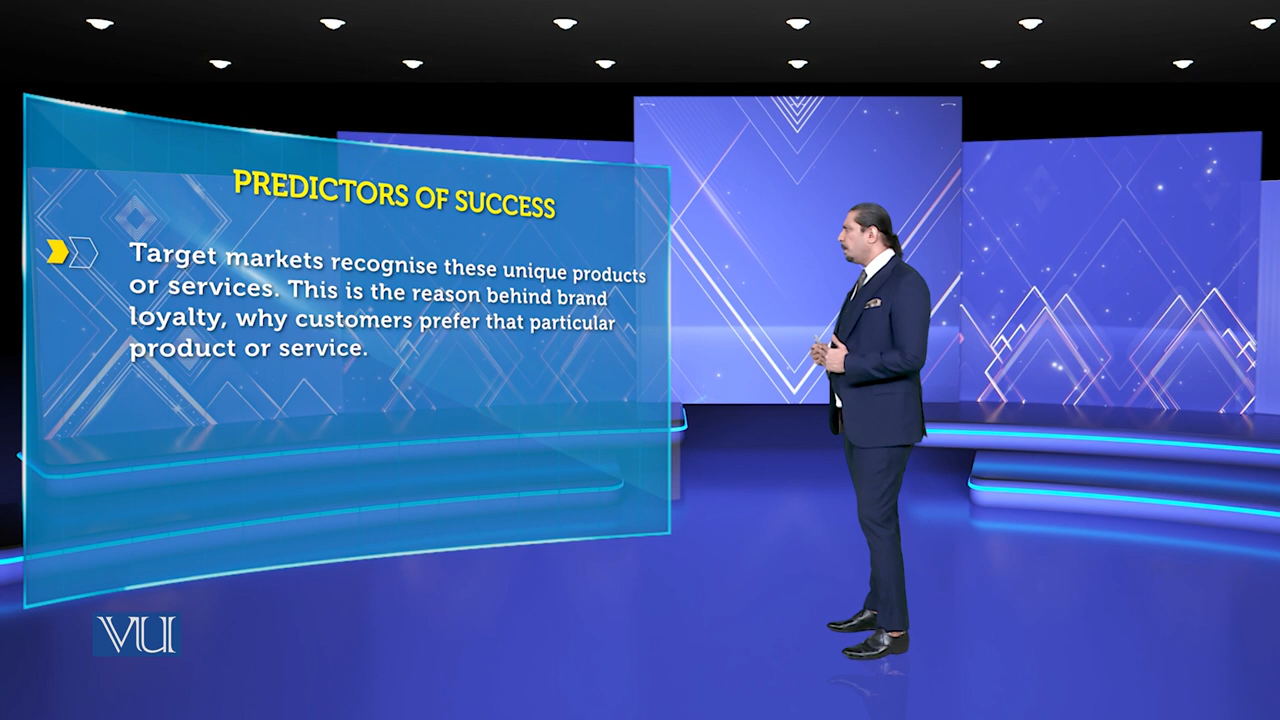 PREDICTORS OF SUCCESS
Target markets recognise these unique products
or services. This is the reason behind brand
loyalty, why customers prefer that particular
product or service.
VU